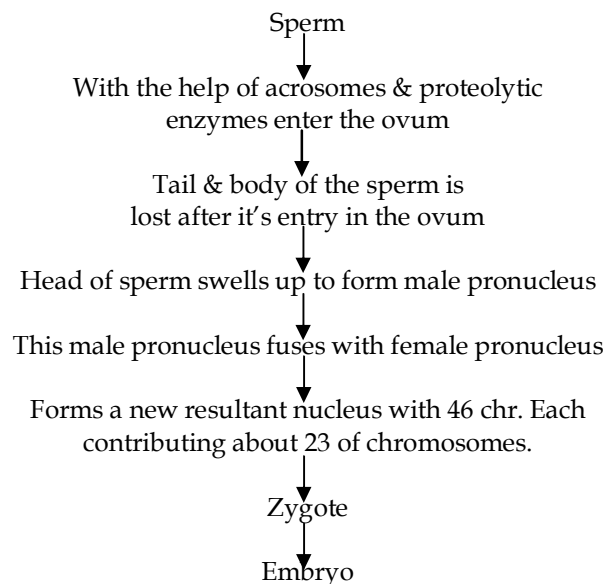 Sperm
With the help of acrosomes & proteolytic
enzymes enter the ovum
Tail & body of the sperm is
lost after it's entry in the ovum
Head of sperm swells up to form male pronucleus
This male pronucleus fuses with female pronucleus
Forms a new resultant nucleus with 46 chr. Each
contributing about 23 of chromosomes.
Zygote
Embryo